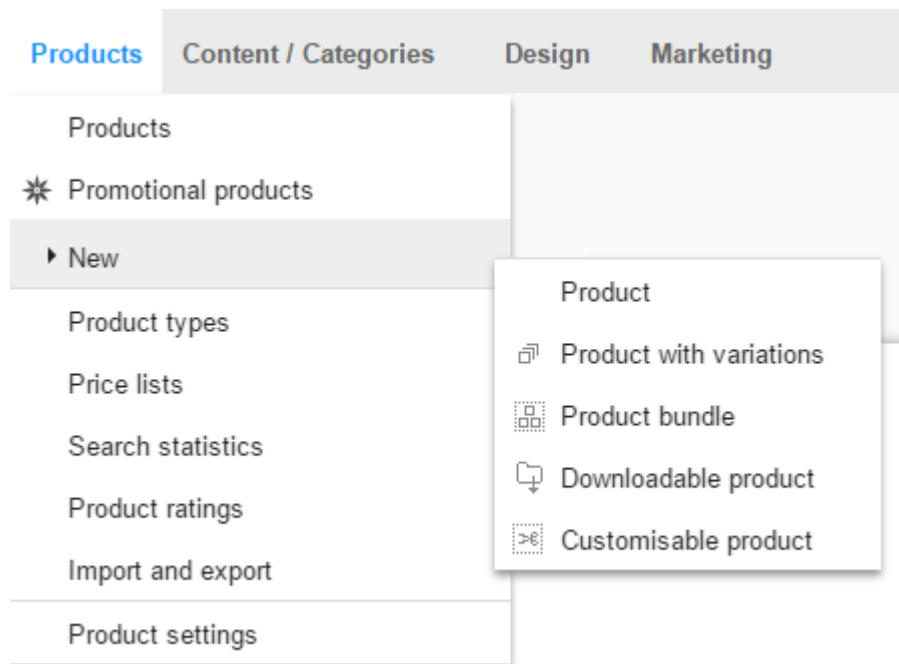 Products Content / Categories Design Marketing
Products
Promotional products
New
Product types
Price lists
Search statistics
Product ratings
Import and export
Product settings
Product
Product with variations
Product bundle
Downloadable product
Customisable product